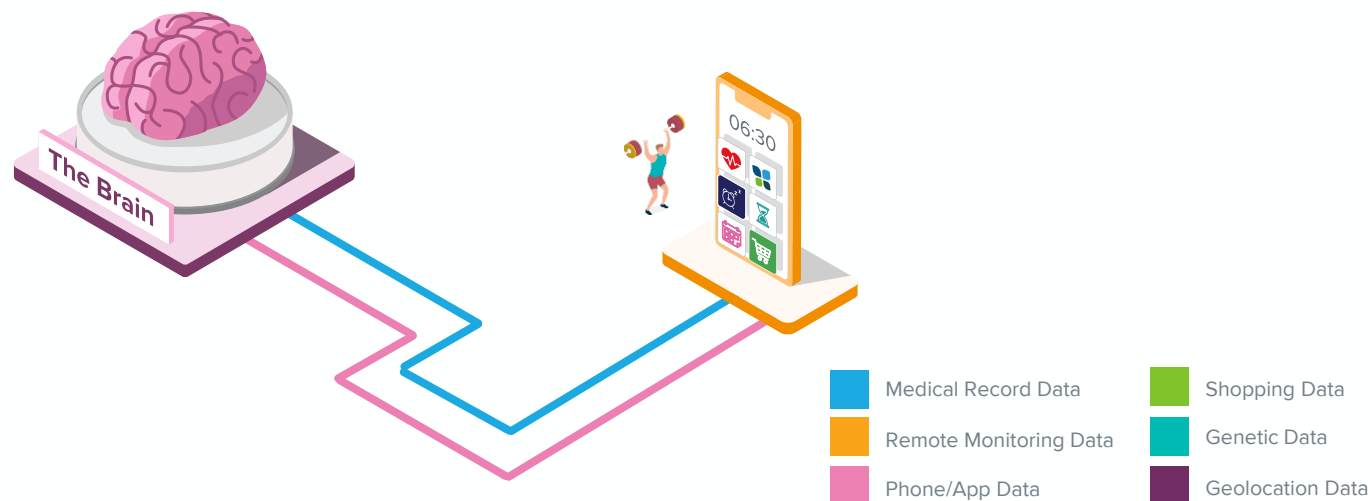 The Brain
06:30
z z
Medical Record Data
Remote Monitoring Data
Phone/App Data
Shopping Data
Genetic Data
Geolocation Data